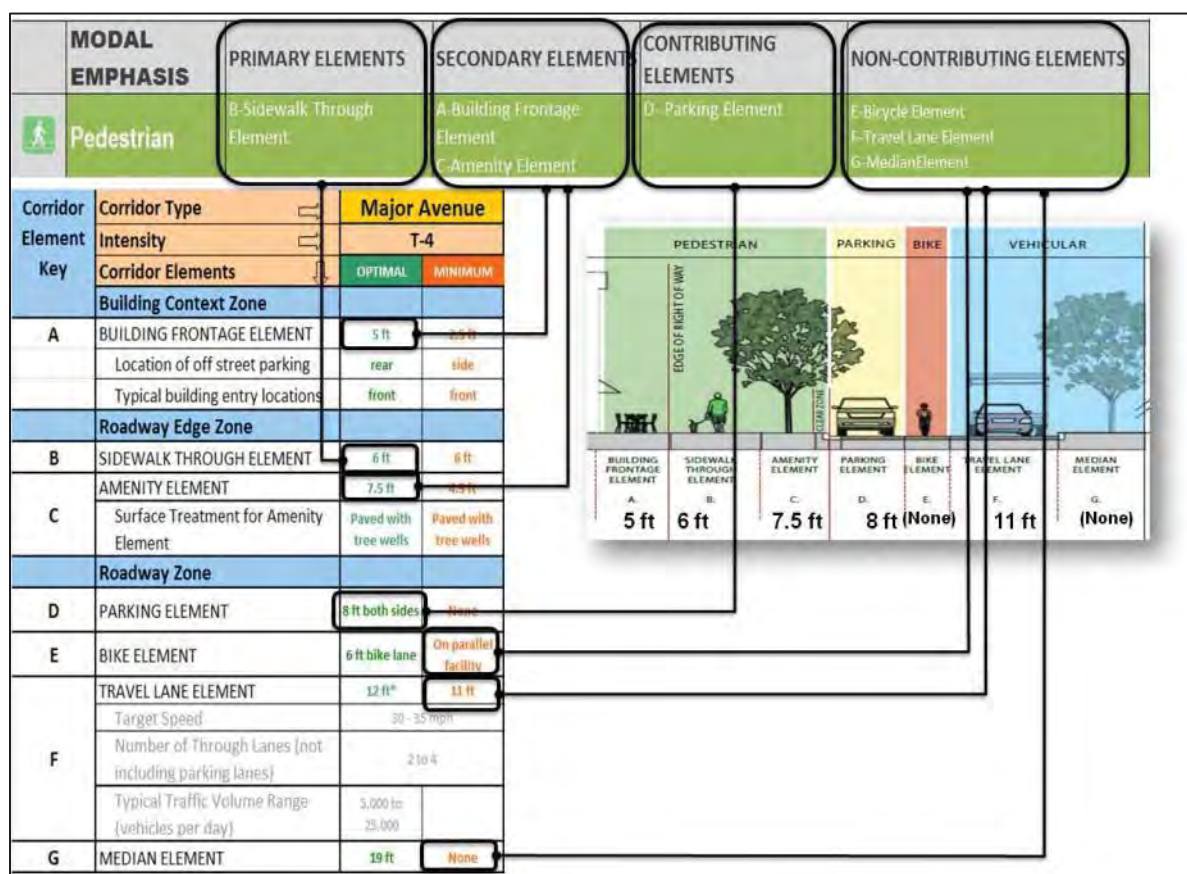 MODAL
EMPHASIS
PRIMARY ELEMENTS
SECONDARY ELEMENTS
CONTRIBUTING
ELEMENTS
NON-CONTRIBUTING ELEMENTS
Pedestrian
B-Sidewalk Through
Element
A-Building Frontage
Element
C-Amenity Element
D- Parking Element
E-Bicycle Element
F-Travel Lane Element
G-MedianElement
Corridor
Element
Key
Corridor Type
Major Avenue
Intensity
T-4
Corridor Elements
OPTIMAL
MINIMUM
Building Context Zone
A
BUILDING FRONTAGE ELEMENT
5 ft
2.5 ft
Location of off street parking
rear
side
Typical building entry locations
front
front
Roadway Edge Zone
B
SIDEWALK THROUGH ELEMENT
6 ft
6 ft
C
AMENITY ELEMENT
7.5 ft
4.5 ft
Surface Treatment for Amenity
Element
Paved with
tree wells
Paved with
tree wells
Roadway Zone
D
PARKING ELEMENT
8 ft both sides
None
E
BIKE ELEMENT
6 ft bike lane
On parallel
facility
F
TRAVEL LANE ELEMENT
12 ft*
11 ft
Target Speed
30 - 35 mph
Number of Through Lanes (not
including parking lanes)
2 to 4
Typical Traffic Volume Range
(vehicles per day)
5,000 to
25,000
G
MEDIAN ELEMENT
19 ft
None
PEDESTRIAN
PARKING
BIKE
VEHICULAR
EDGE OF RIGHT OF WAY
CLEAR ZONE
BUILDING
FRONTAGE
ELEMENT
SIDEWALK
THROUGH
ELEMENT
AMENITY
ELEMENT
PARKING
ELEMENT
BIKE
ELEMENT
TRAVEL LANE
ELEMENT
MEDIAN
ELEMENT
A.
B.
C.
D.
E.
F.
G.
5 ft
6 ft
7.5 ft
8 ft
(None)
11 ft
(None)